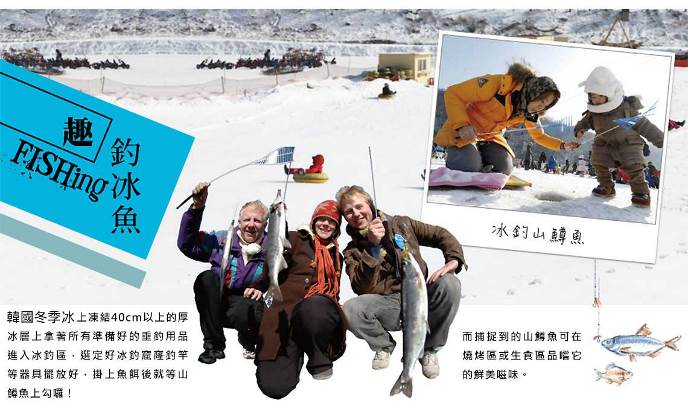 趣
釣冰魚
FISHing
冰釣山鱒魚
韓國冬季冰上凍結40cm以上的厚
冰層上拿著所有準備好的垂釣用品
進入冰釣區，選定好冰釣窟窿釣竿
等器具擺放好，掛上魚餌後就等山
鱒魚上勾囉！
而捕捉到的山鱒魚可在
燒烤區或生食區品嚐它
的鮮美滋味。